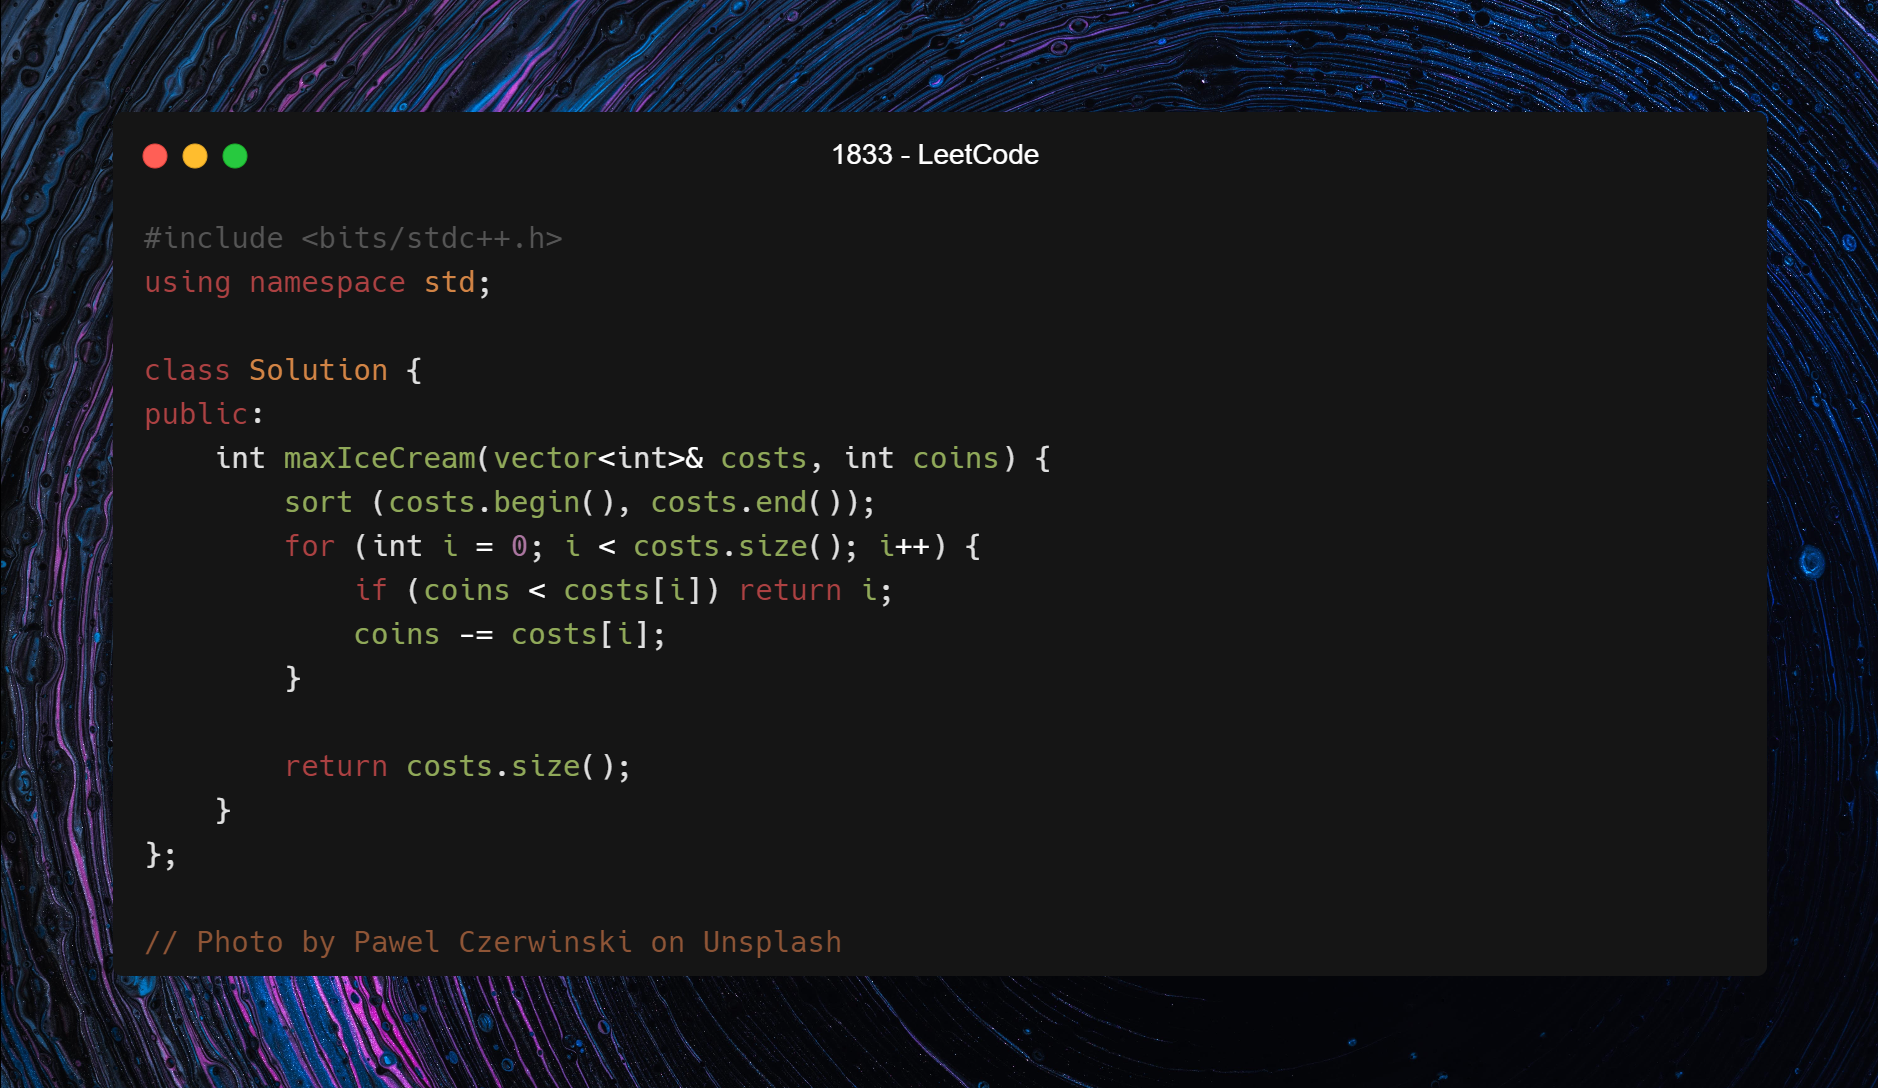 1833 - LeetCode
#include <bits/stdc++.h>
using namespace std;
class Solution {
public:
    int maxIceCream(vector<int>& costs, int coins) {
        sort (costs.begin(), costs.end());
        for (int i = 0; i < costs.size(); i++) {
            if (coins < costs[i]) return i;
            coins -= costs[i];
        }
        return costs.size();
    }
};
// Photo by Pawel Czerwinski on Unsplash